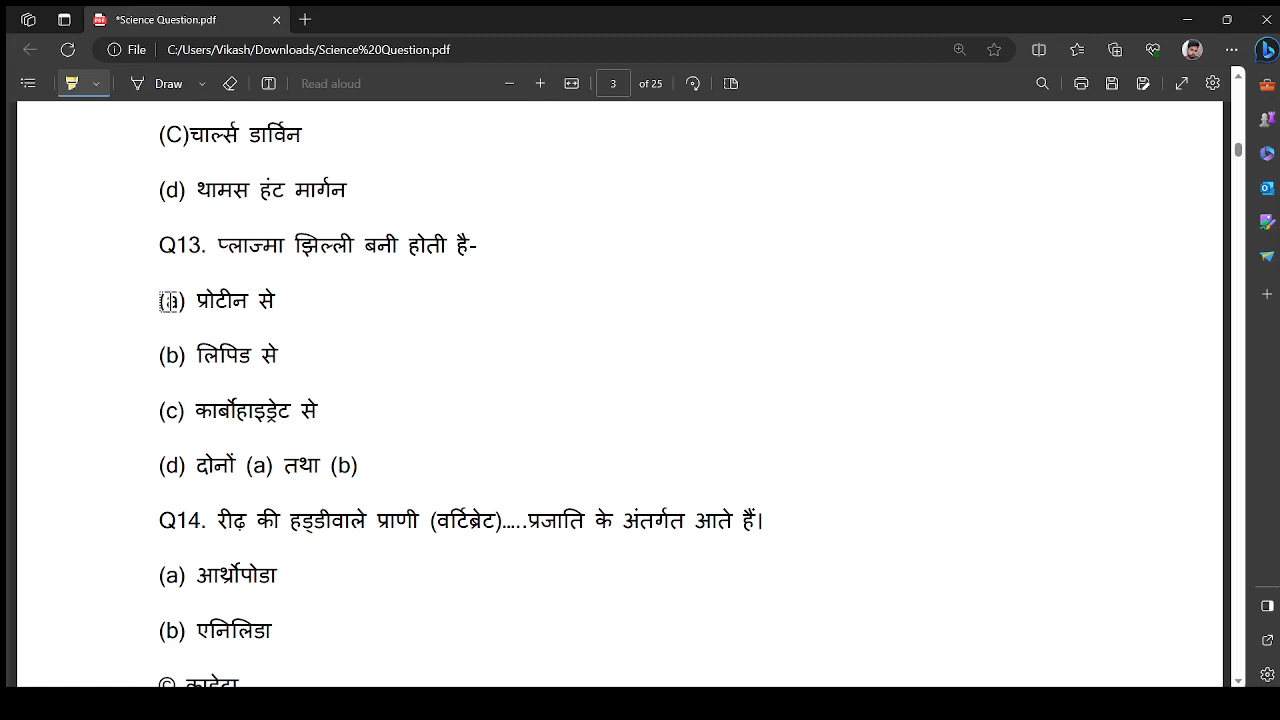 *Science Question.pdf
File C:/Users/Vikash/Downloads/Science%20Question.pdf
Draw Read aloud 3 of 25
(C)चार्ल्स डार्विन
(d) थामस हंट मार्गन
Q13. प्लाज्मा झिल्ली बनी होती है-
(a) प्रोटीन से
(b) लिपिड से
(c) कार्बोहाइड्रेट से
(d) दोनों (a) तथा (b)
Q14. रीढ़ की हड्डीवाले प्राणी (वर्टिब्रेट).....प्रजाति के अंतर्गत आते हैं।
(a) आर्थ्रोपोडा
(b) एनिलिडा